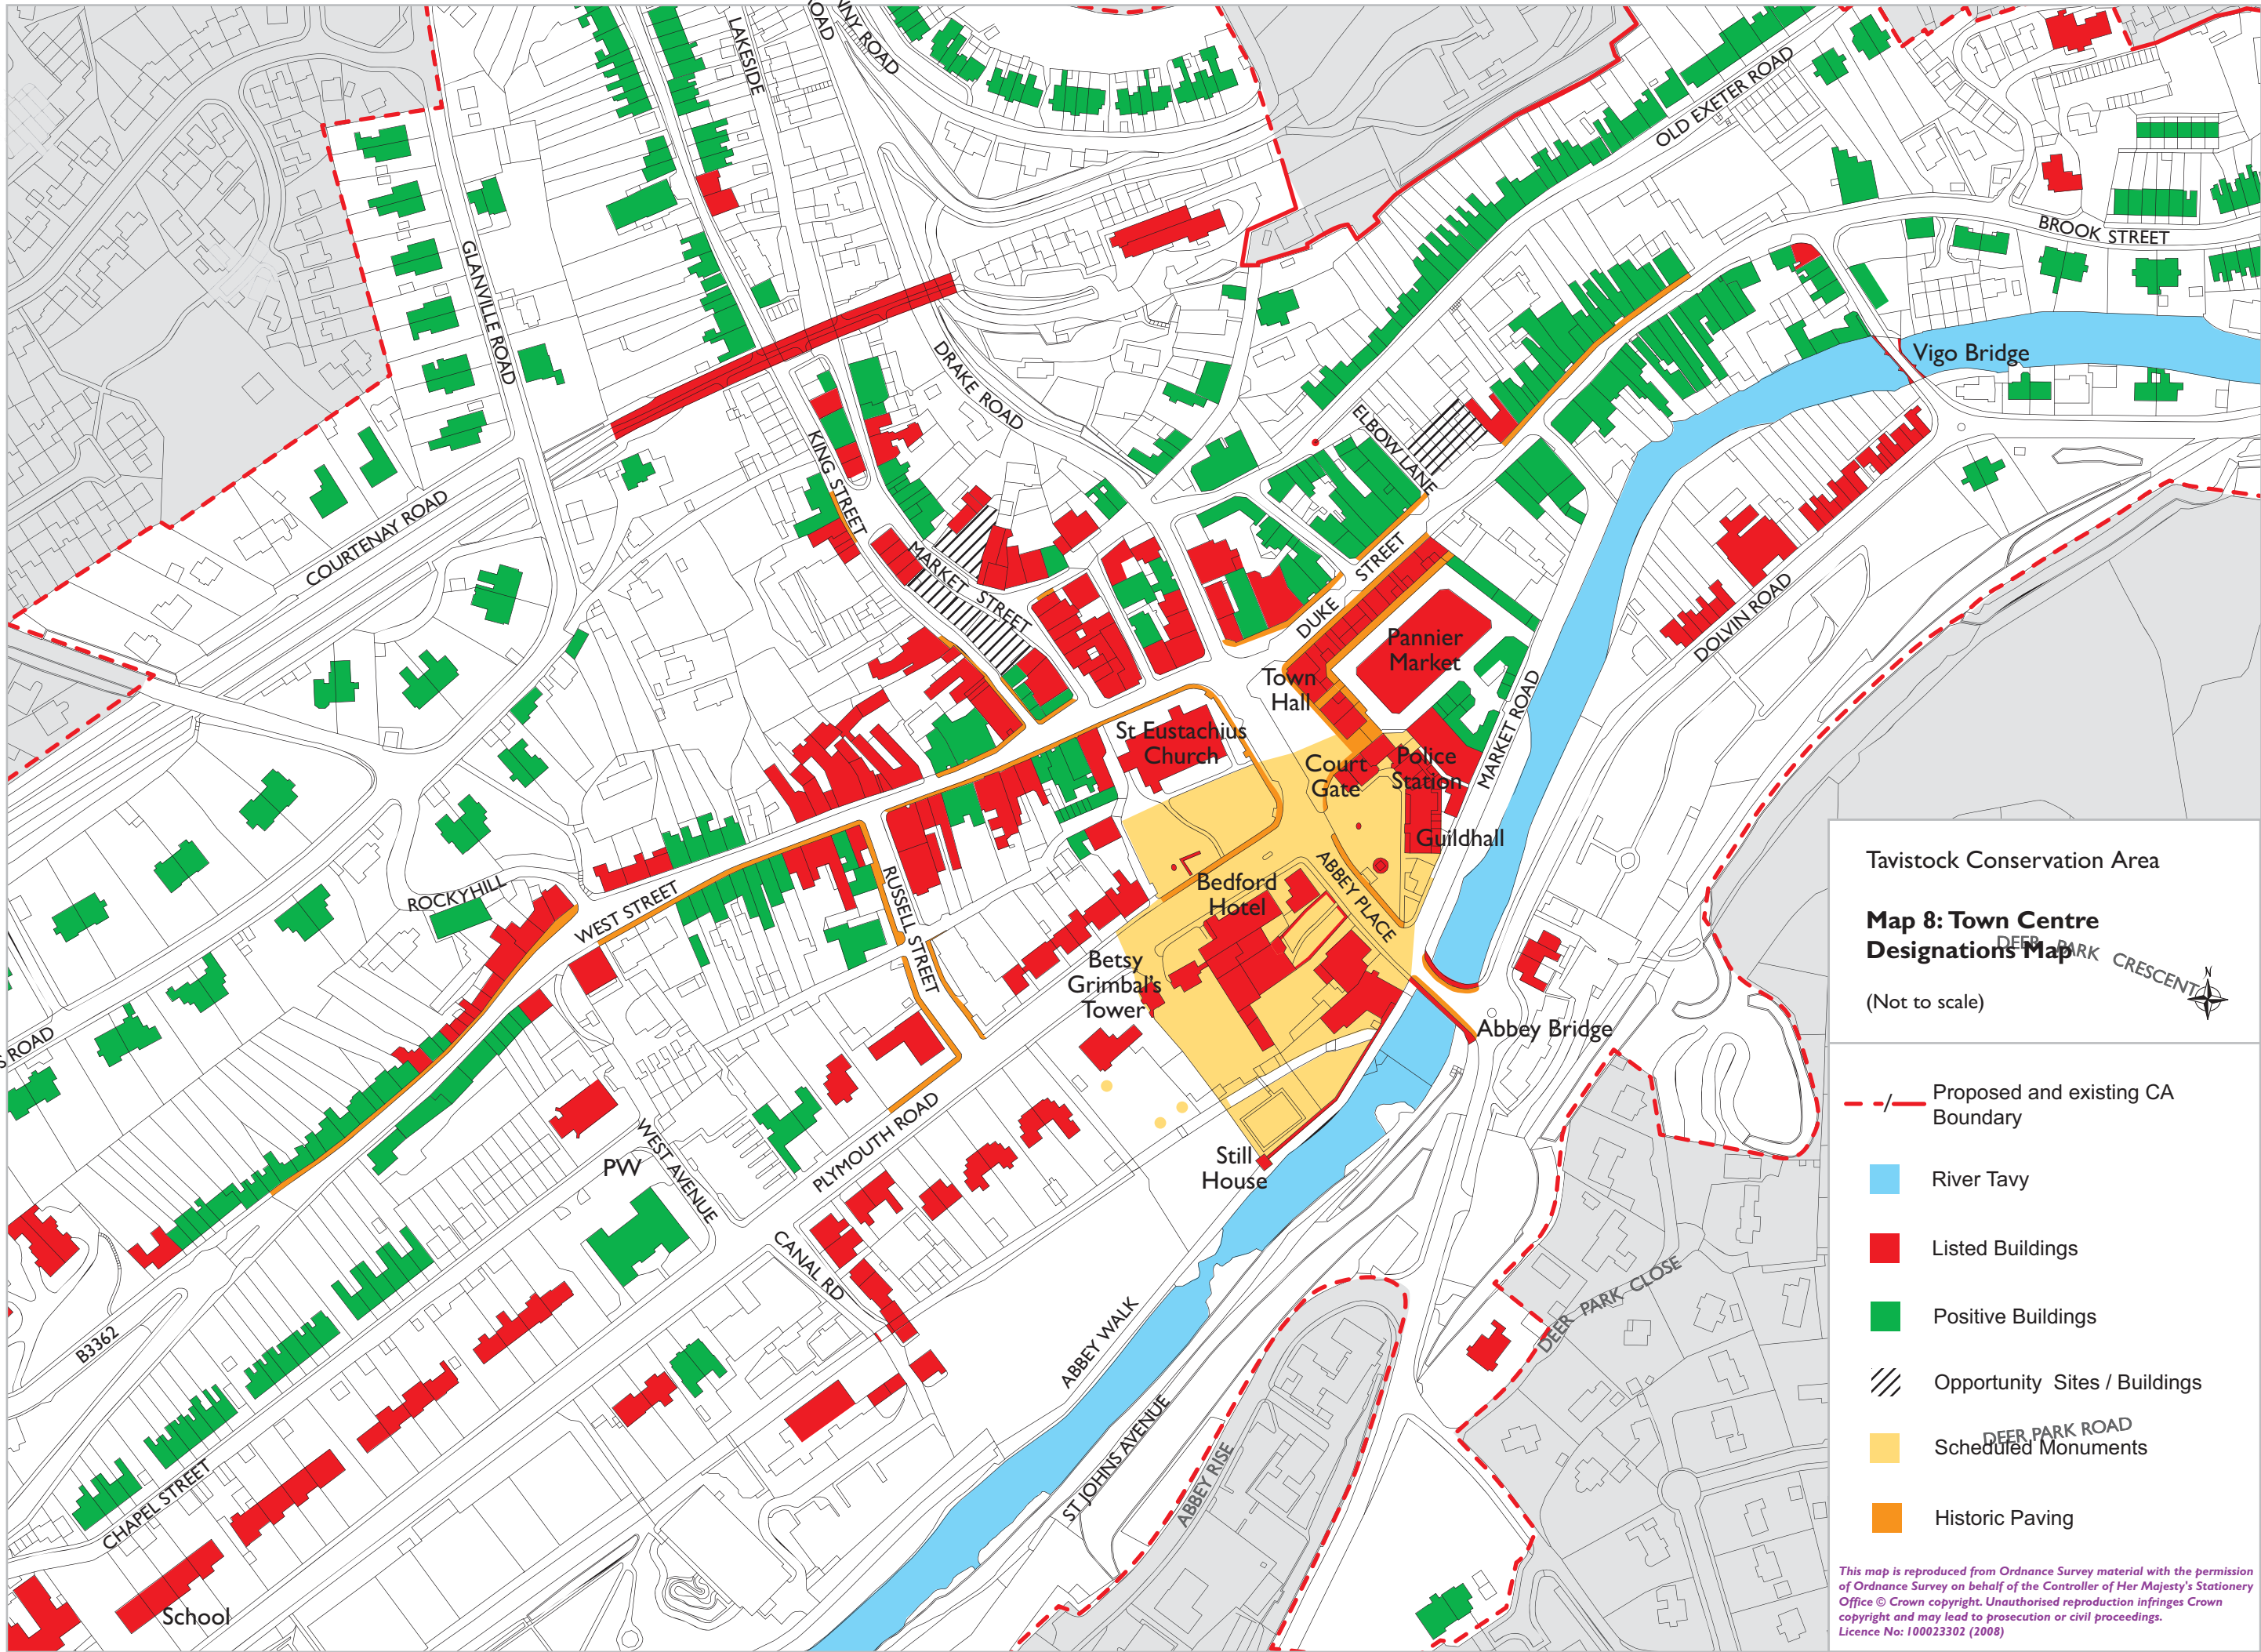 LAKESIDE
OAD
NNY ROAD
OLD EXETER ROAD
BROOK STREET
GLANVILLE ROAD
DRAKE ROAD
Vigo Bridge
ELBOW LANE
KING STREET
COURTENAY ROAD
MARKET STREET
DUKE STREET
DOLVIN ROAD
Pannier
Market
Town
Hall
MARKET ROAD
St Eustachius
Church
Court
Gate
Police
Station
Guildhall
ABBEY PLACE
Bedford
Hotel
ROCKYHILL
WEST STREET
RUSSELL STREET
Betsy
Grimbal's
Tower
Abbey Bridge
S ROAD
PLYMOUTH ROAD
WEST AVENUE
PW
Still
House
CANAL RD
B3362
ABBEY WALK
ST JOHNS AVENUE
ABBEY RISE
DEER PARK CLOSE
CHAPEL STREET
School
Tavistock Conservation Area
Map 8: Town Centre
Designations Map
DEER PARK CRESCENT
(Not to scale)
N
Proposed and existing CA
Boundary
River Tavy
Listed Buildings
Positive Buildings
Opportunity Sites / Buildings
DEER PARK ROAD
Scheduled Monuments
Historic Paving
This map is reproduced from Ordnance Survey material with the permission
of Ordnance Survey on behalf of the Controller of Her Majesty's Stationery
Office © Crown copyright. Unauthorised reproduction infringes Crown
copyright and may lead to prosecution or civil proceedings.
Licence No: 100023302 (2008)